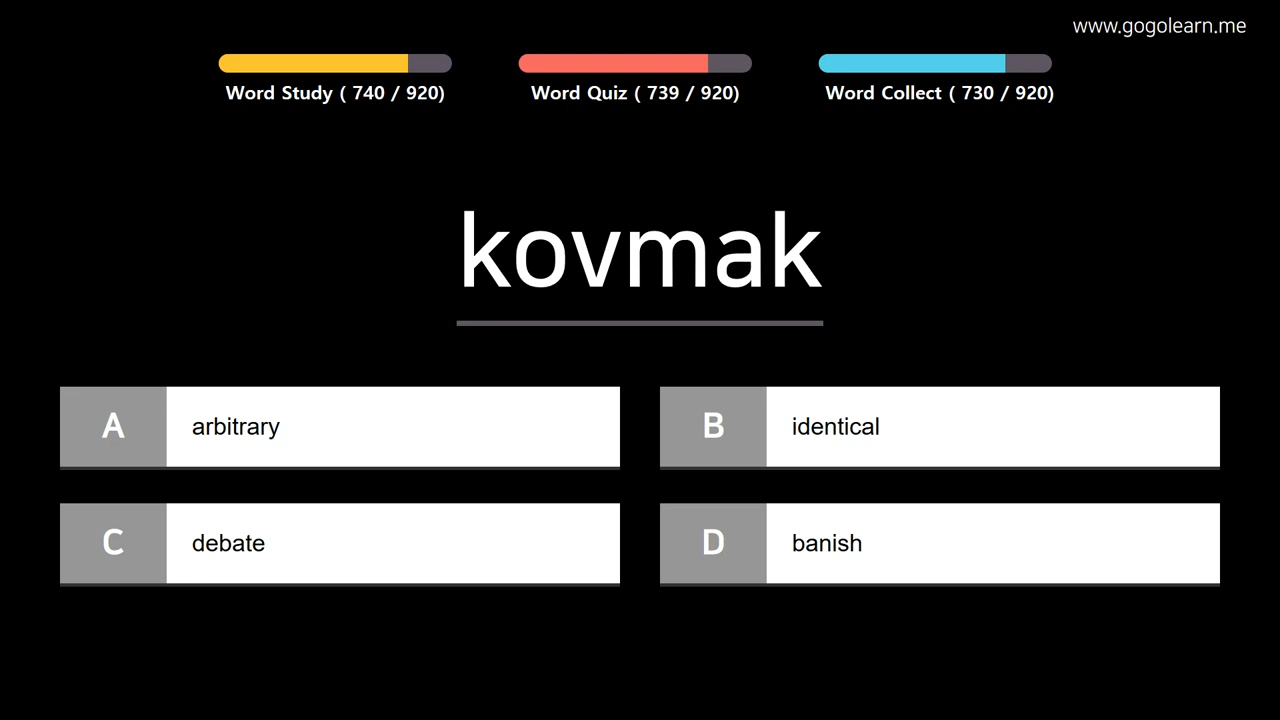 www.gogolearn.me
Word Study ( 740 / 920)
Word Quiz ( 739 / 920)
Word Collect ( 730 / 920)
kovmak
A arbitrary
B identical
C debate
D banish